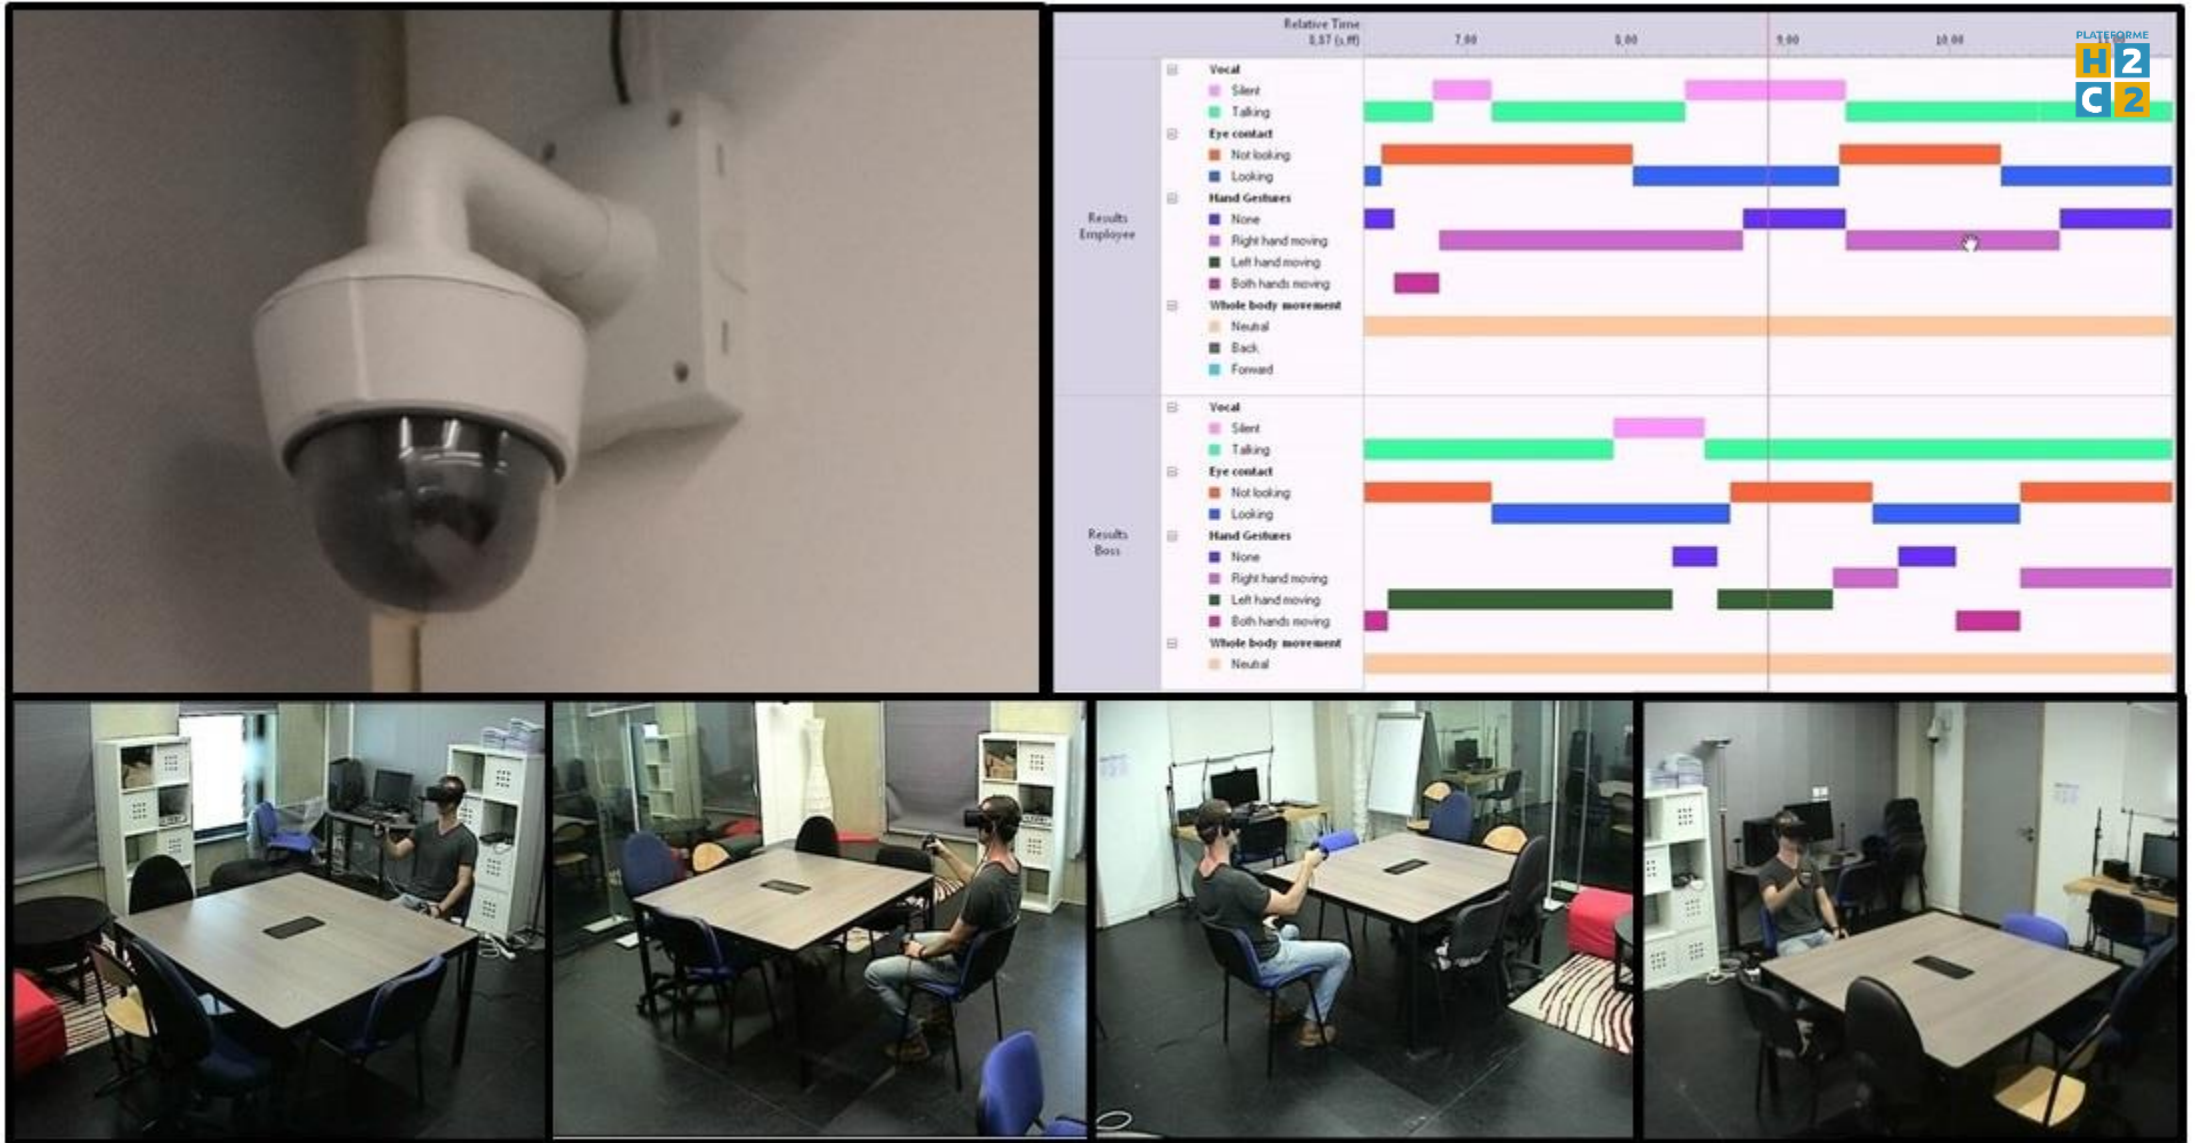 Relative Time
8,87 (s,ff) 7,00 8,00 9,00 10,00
PLATEFORME
H2
C2
Results
Employee
Vocal
Silent
Talking
Eye contact
Not looking
Looking
Hand Gestures
None
Right hand moving
Left hand moving
Both hands moving
Whole body movement
Neutral
Back
Forward
Results
Boss
Vocal
Silent
Talking
Eye contact
Not looking
Looking
Hand Gestures
None
Right hand moving
Left hand moving
Both hands moving
Whole body movement
Neutral